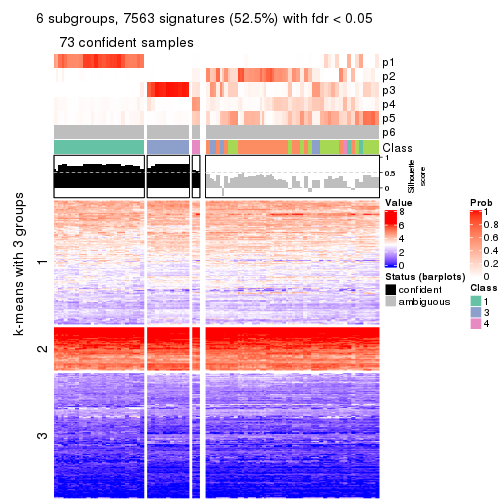 6 subgroups, 7563 signatures (52.5%) with fdr < 0.05
73 confident samples
p1
p2
p3
p4
p5
p6
Class
1
0.5
0
Silhouette
score
k-means with 3 groups
1
2
3
Value
8
6
4
2
0
Status (barplots)
confident
ambiguous
Prob
1
0.8
0.6
0.4
0.2
0
Class
1
3
4